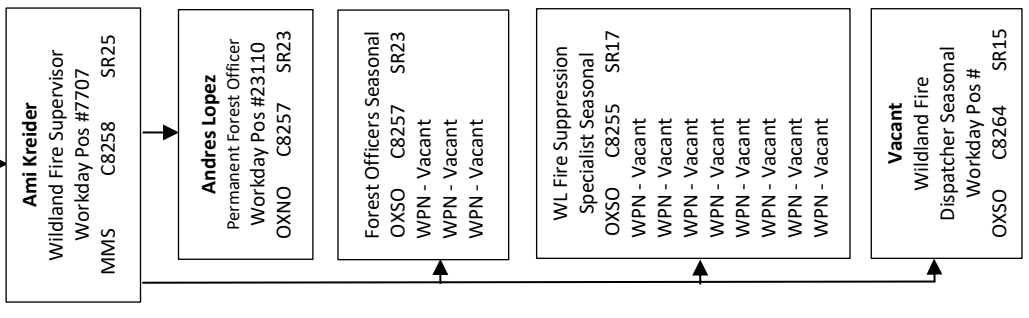 Ami Kreider
Wildland Fire Supervisor
Workday Pos #7707
MMS C8258 SR25
Andres Lopez
Permanent Forest Officer
Workday Pos #23110
OXNO C8257 SR23
Forest Officers Seasonal
OXSO C8257 SR23
WPN - Vacant
WPN - Vacant
WPN - Vacant
WL Fire Suppression
Specialist Seasonal
OXSO C8255 SR17
WPN - Vacant
WPN - Vacant
WPN - Vacant
WPN - Vacant
WPN - Vacant
WPN - Vacant
WPN - Vacant
Vacant
Wildland Fire
Dispatcher Seasonal
Workday Pos #
OXSO C8264 SR15